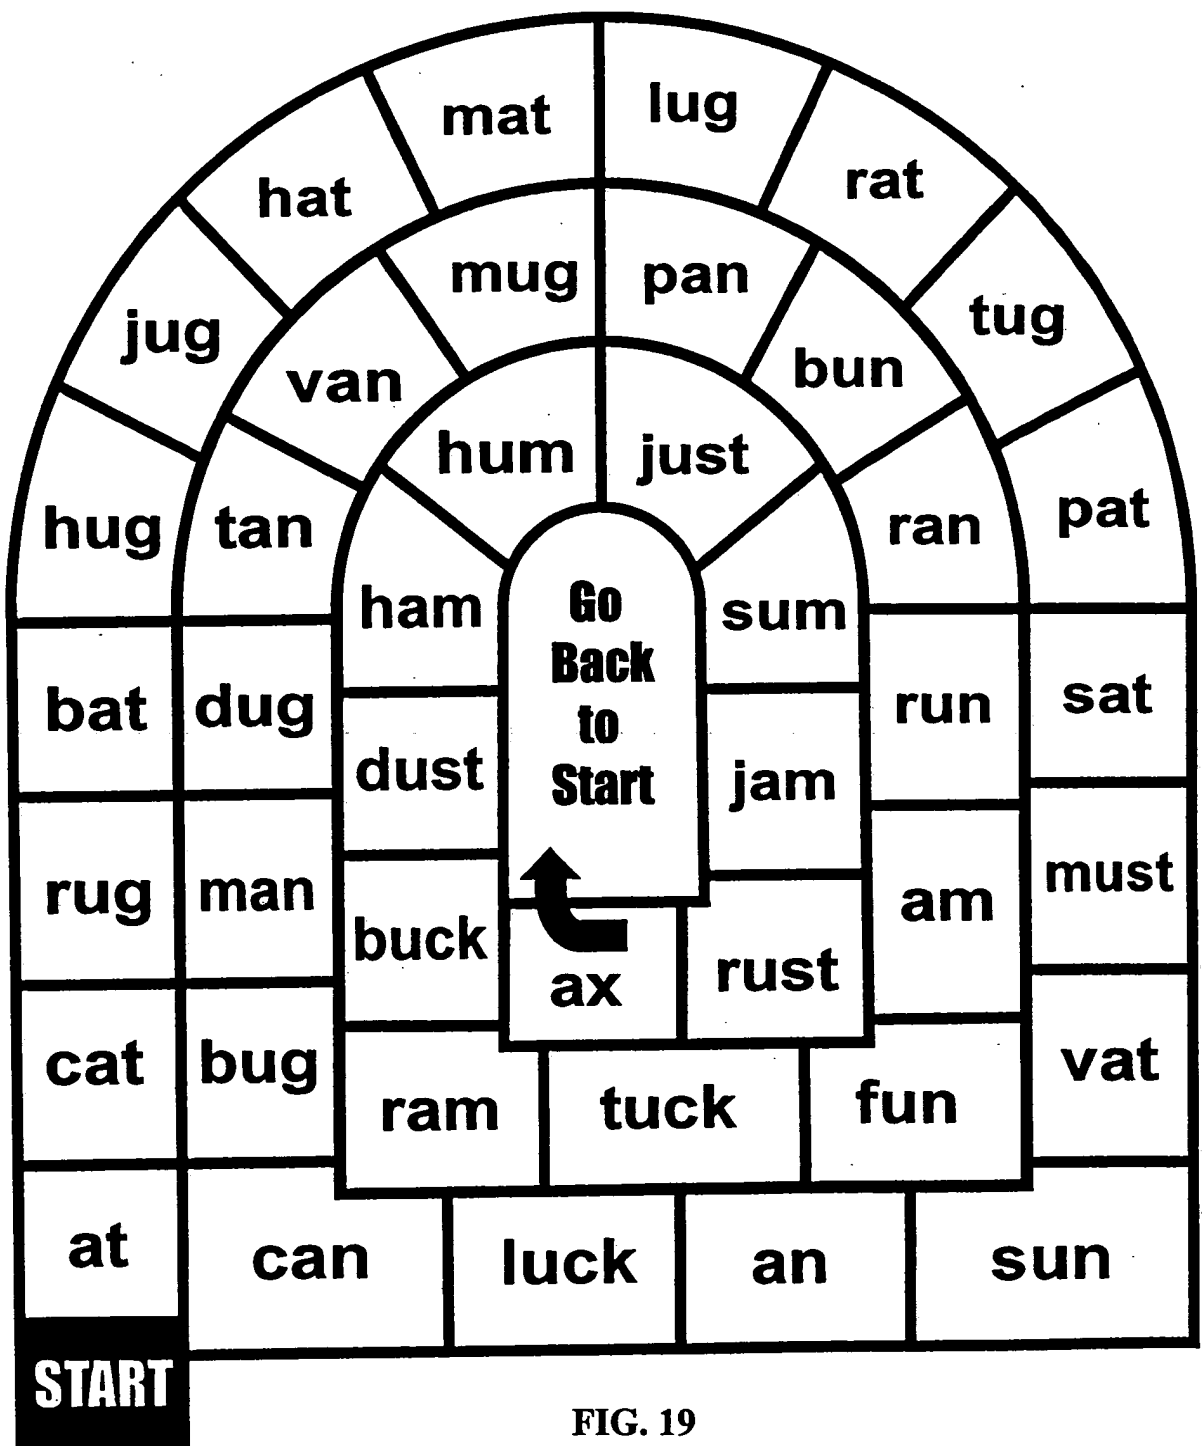 START
at
cat
rug
bat
hug
jug
hat
mat
lug
rat
tug
pat
sat
must
vat
sun
an
luck
can
bug
man
dug
tan
van
mug
pan
bun
ran
run
am
fun
tuck
ram
buck
dust
ham
hum
just
sum
jam
rust
ax
Go
Back
to
Start
FIG. 19